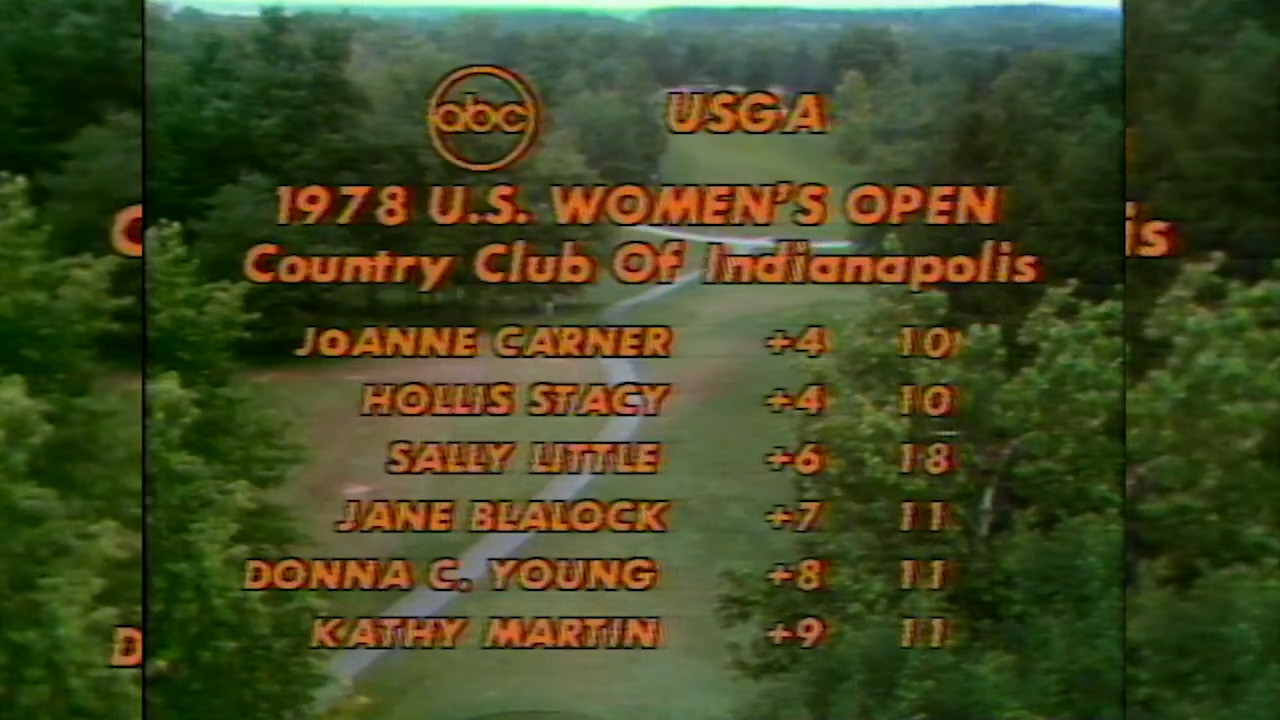 abc USGA
1978 U.S. WOMEN'S OPEN
Country Club Of Indianapolis
JoANNE CARNER +4 10
HOLLIS STACY +4 10
SALLY LITTLE +6 18
JANE BLALOCK +7 11
DONNA C. YOUNG +8 11
KATHY MARTIN +9 11